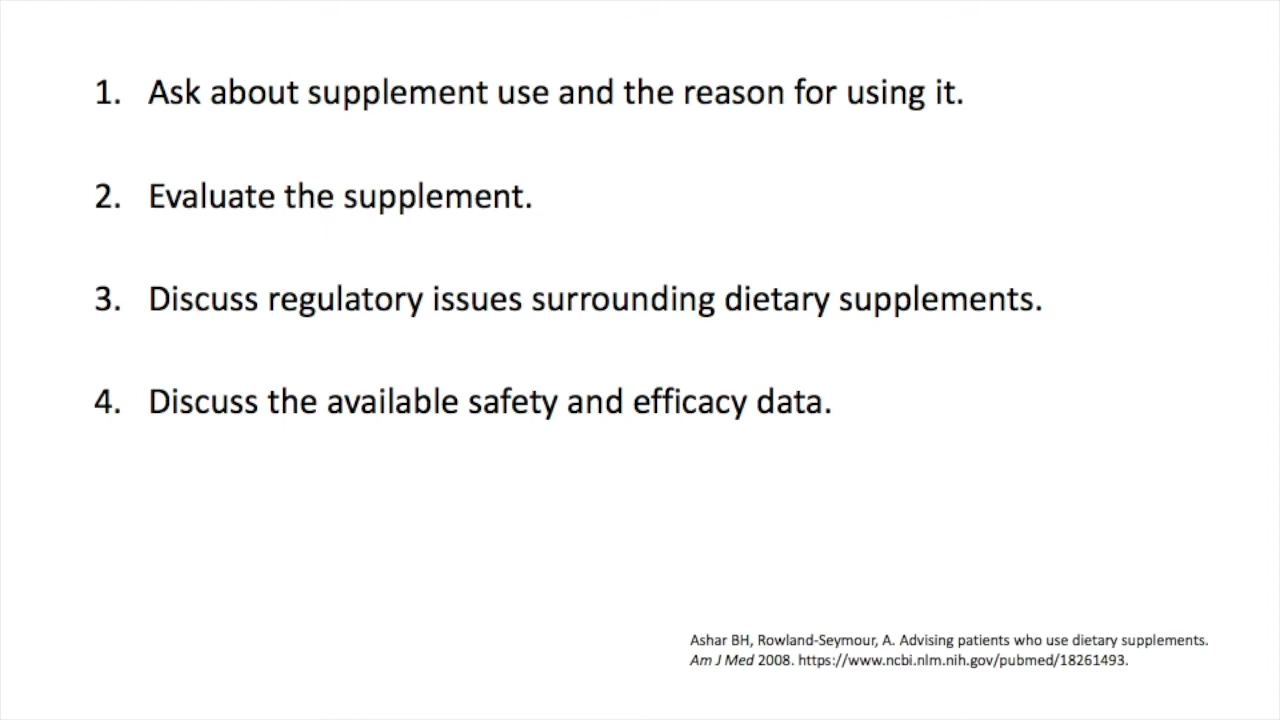 1. Ask about supplement use and the reason for using it.
2. Evaluate the supplement.
3. Discuss regulatory issues surrounding dietary supplements.
4. Discuss the available safety and efficacy data.
Ashar BH, Rowland-Seymour, A. Advising patients who use dietary supplements.
Am J Med 2008. https://www.ncbi.nlm.nih.gov/pubmed/18261493.